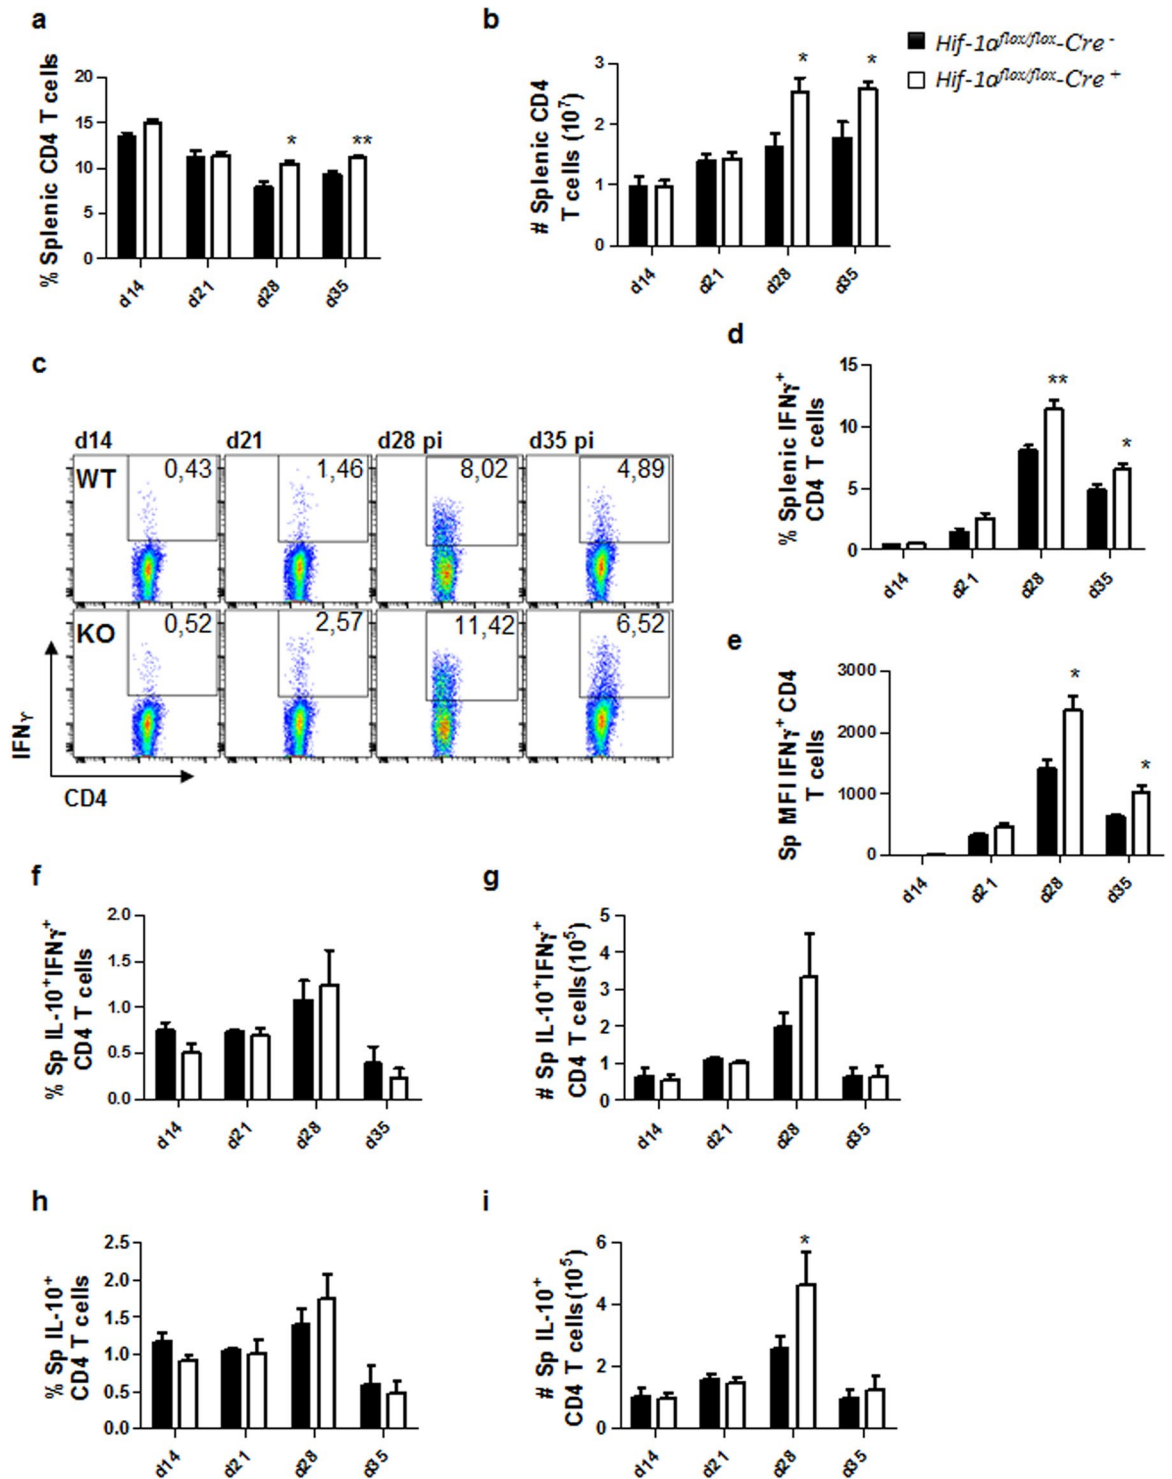 a
% Splenic CD4 T cells
20
15
10
5
0
*
**
d14
d21
d28
d35
b
# Splenic CD4
T cells (10⁷)
3
2
1
0
*
*
d14
d21
d28
d35
Hif-1α^flox/flox-Cre⁻
Hif-1α^flox/flox-Cre⁺
c
d14
d21
d28 pi
d35 pi
WT
0,43
1,46
8,02
4,89
KO
0,52
2,57
11,42
6,52
IFNγ
CD4
d
% Splenic IFNγ⁺
CD4 T cells
15
10
5
0
**
*
d14
d21
d28
d35
e
Sp MFI IFNγ⁺ CD4
T cells
3000
2000
1000
0
*
*
d14
d21
d28
d35
f
% Sp IL-10⁺IFNγ⁺
CD4 T cells
2.0
1.5
1.0
0.5
0.0
d14
d21
d28
d35
g
# Sp IL-10⁺IFNγ⁺
CD4 T cells (10⁵)
5
4
3
2
1
0
d14
d21
d28
d35
h
% Sp IL-10⁺
CD4 T cells
2.5
2.0
1.5
1.0
0.5
0.0
d14
d21
d28
d35
i
# Sp IL-10⁺
CD4 T cells (10⁵)
6
4
2
0
*
d14
d21
d28
d35